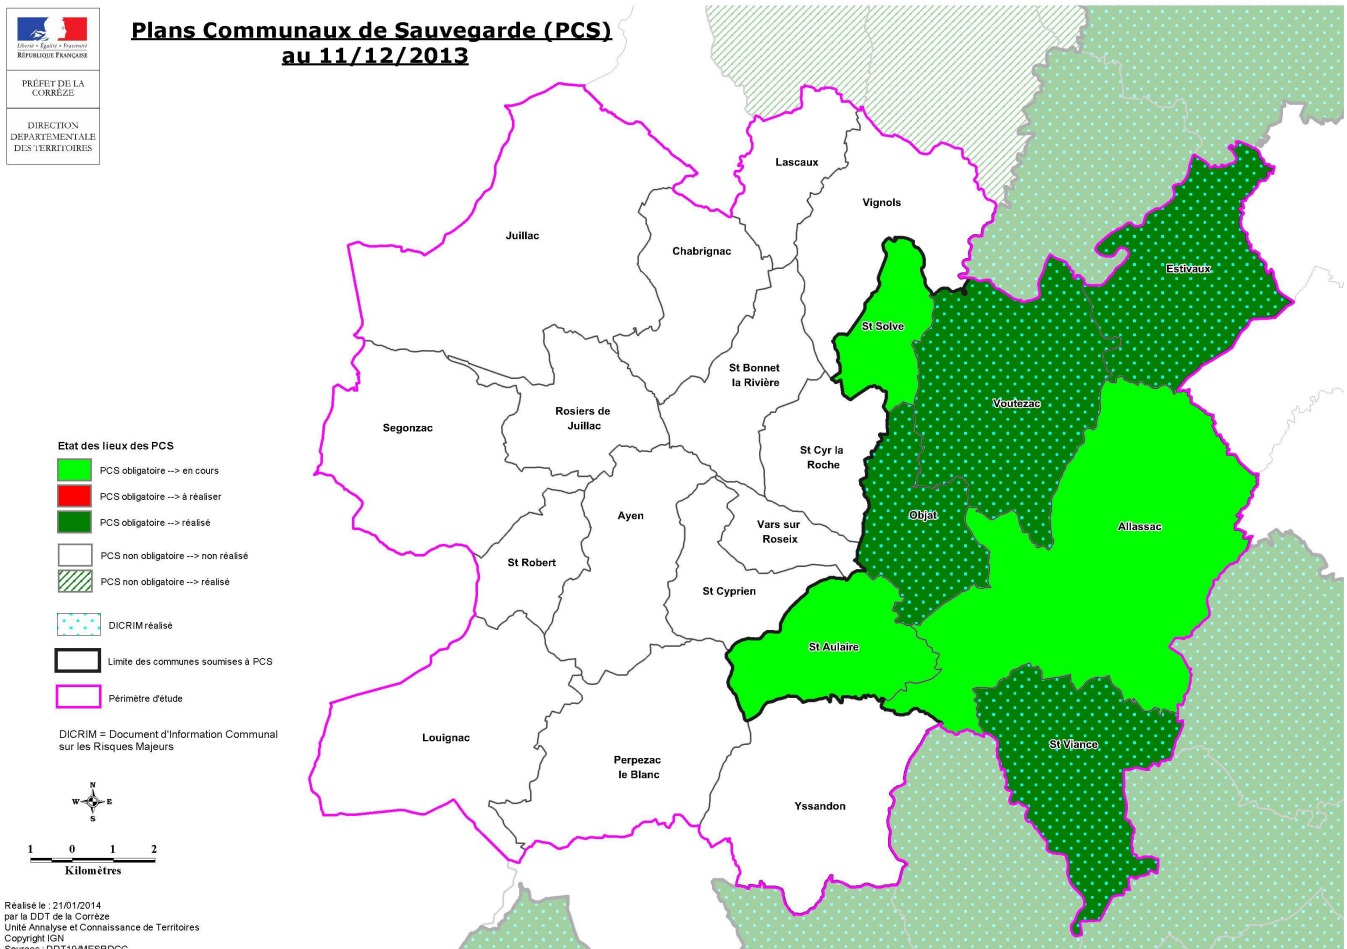 Plans Communaux de Sauvegarde (PCS)
au 11/12/2013
Liberté • Égalité • Fraternité
RÉPUBLIQUE FRANÇAISE
PRÉFET DE LA
CORRÈZE
DIRECTION
DEPARTEMENTALE
DES TERRITOIRES
Lascaux
Vignols
Juillac
Chabrignac
Estivaux
St Solve
St Bonnet
la Rivière
Voutezac
Rosiers de
Juillac
Segonzac
St Cyr la
Roche
Ayen
Objat
Vars sur
Roseix
Allassac
St Robert
St Cyprien
St Aulaire
Louignac
St Viance
Perpezac
le Blanc
Yssandon
Etat des lieux des PCS
PCS obligatoire --> en cours
PCS obligatoire --> à réaliser
PCS obligatoire --> réalisé
PCS non obligatoire --> non réalisé
PCS non obligatoire --> réalisé
DICRIM réalisé
Limite des communes soumises à PCS
Périmètre d'étude
DICRIM = Document d'Information Communal
sur les Risques Majeurs
N
W E
S
1 0 1 2
Kilomètres
Réalisé le : 21/01/2014
par la DDT de la Corrèze
Unité Analyse et Connaissance de Territoires
Copyright IGN
Sources : DDT19/MESRDCC